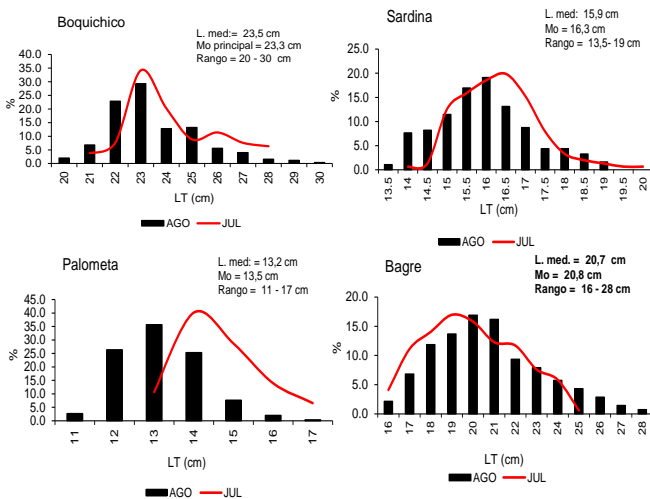 Boquichico
L. med:= 23,5 cm
Mo principal = 23,3 cm
Rango = 20 - 30 cm
40.0
35.0
30.0
25.0
20.0
15.0
10.0
5.0
0.0
%
20 21 22 23 24 25 26 27 28 29 30
LT (cm)
AGO JUL
Sardina
L. med: 15,9 cm
Mo = 16,3 cm
Rango = 13,5- 19 cm
25.0
20.0
15.0
10.0
5.0
0.0
%
13.5 14 14.5 15 15.5 16 16.5 17 17.5 18 18.5 19 19.5 20
LT (cm)
AGO JUL
Palometa
L. med. = 13,2 cm
Mo = 13,5 cm
Rango = 11 - 17 cm
45.0
40.0
35.0
30.0
25.0
20.0
15.0
10.0
5.0
0.0
%
11 12 13 14 15 16 17
LT (cm)
AGO JUL
Bagre
L. med. = 20,7 cm
Mo = 20,8 cm
Rango = 16 - 28 cm
20.0
15.0
10.0
5.0
0.0
%
16 17 18 19 20 21 22 23 24 25 26 27 28
LT (cm)
AGO JUL